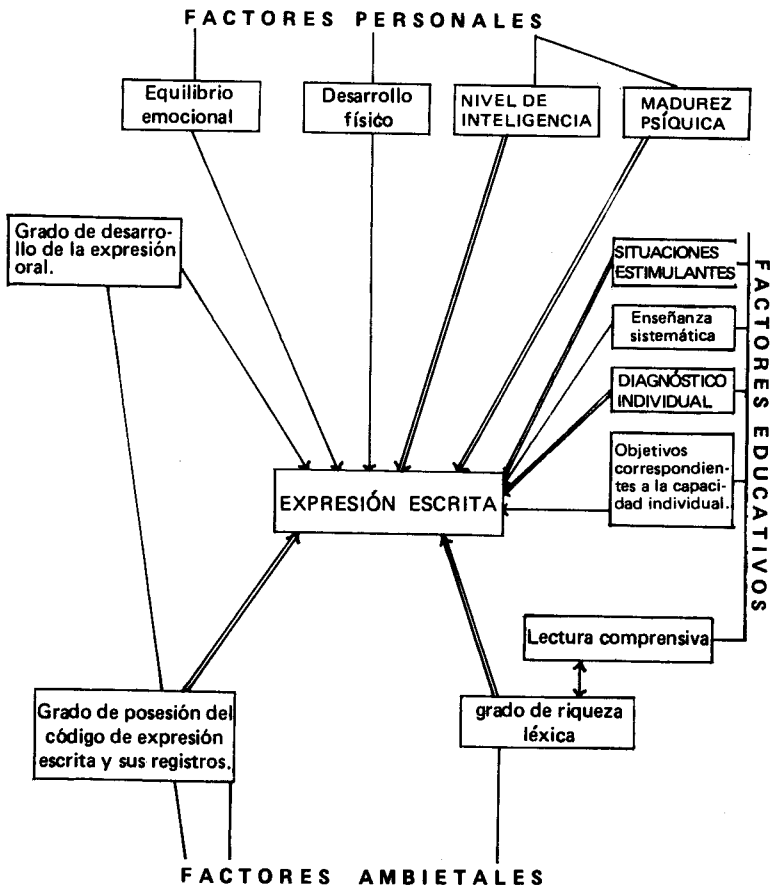 FACTORES PERSONALES
Equilibrio
emocional
Desarrollo
físico
NIVEL DE
INTELIGENCIA
MADUREZ
PSÍQUICA
Grado de desarro-
llo de la expresión
oral.
SITUACIONES
ESTIMULANTES
Enseñanza
sistemática
DIAGNÓSTICO
INDIVIDUAL
Objetivos
correspondien-
tes a la capaci-
dad individual.
FACTORES EDUCATIVOS
EXPRESIÓN ESCRITA
Lectura comprensiva
Grado de posesión del
código de expresión
escrita y sus registros.
grado de riqueza
léxica
FACTORES AMBIETALES